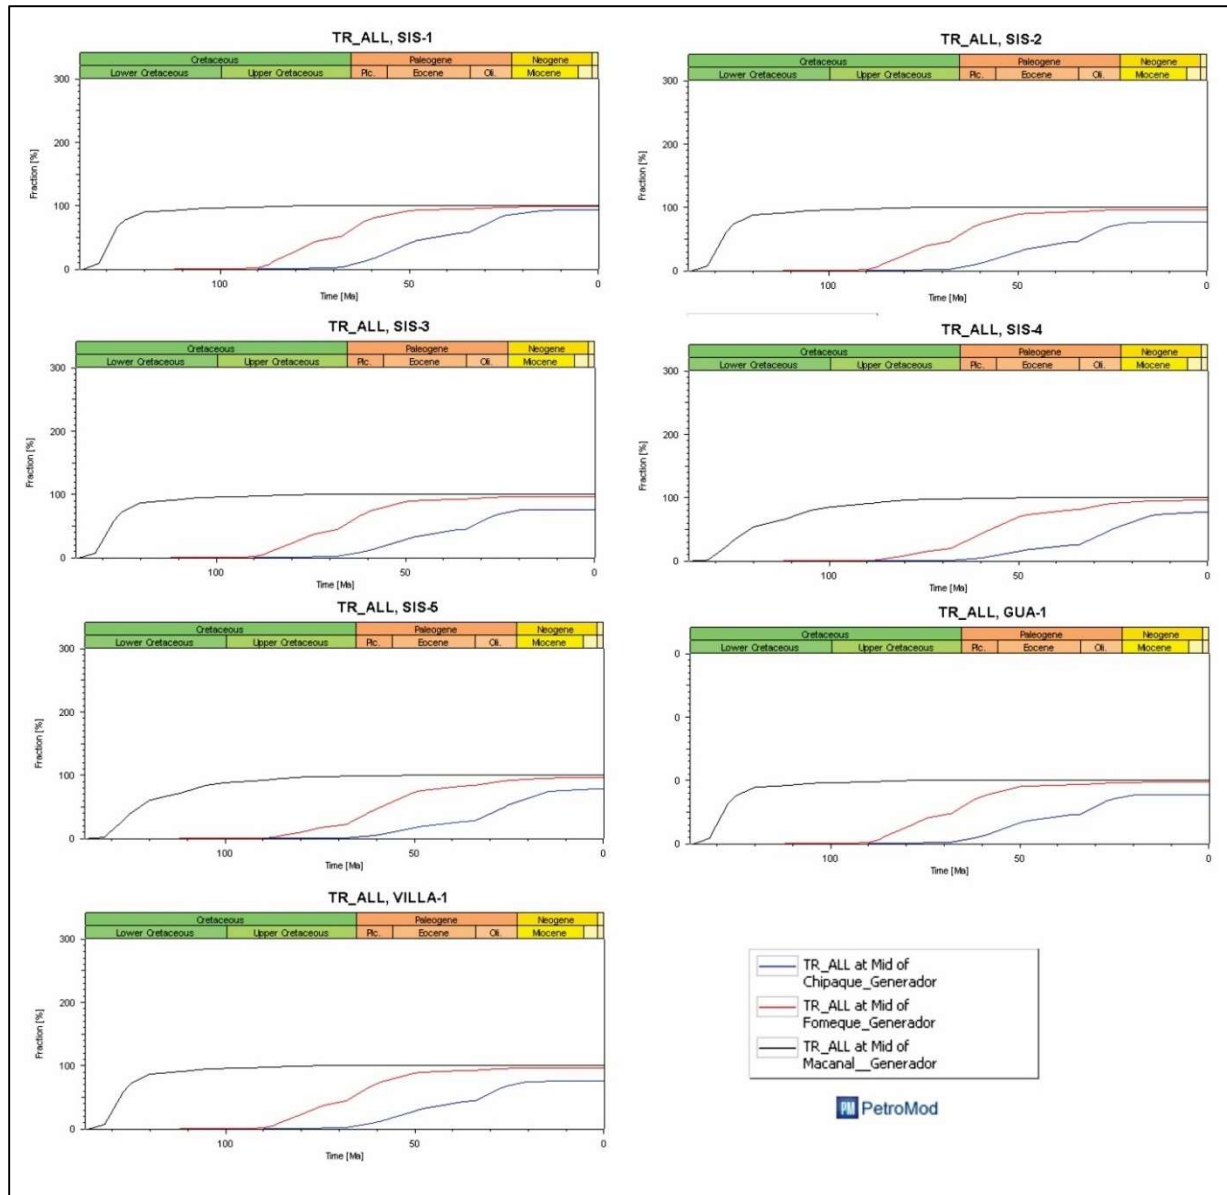 TR_ALL, SIS-1
Cretaceous Paleogene Neogene
Lower Cretaceous Upper Cretaceous Plc. Eocene Oli. Miocene
Fraction [%]
300
200
100
0
100 50 0
Time [Ma]
TR_ALL, SIS-2
Cretaceous Paleogene Neogene
Lower Cretaceous Upper Cretaceous Plc. Eocene Oli. Miocene
Fraction [%]
300
200
100
0
100 50 0
Time [Ma]
TR_ALL, SIS-3
Cretaceous Paleogene Neogene
Lower Cretaceous Upper Cretaceous Plc. Eocene Oli. Miocene
Fraction [%]
300
200
100
0
100 50 0
Time [Ma]
TR_ALL, SIS-4
Cretaceous Paleogene Neogene
Lower Cretaceous Upper Cretaceous Plc. Eocene Oli. Miocene
Fraction [%]
300
200
100
0
100 50 0
Time [Ma]
TR_ALL, SIS-5
Cretaceous Paleogene Neogene
Lower Cretaceous Upper Cretaceous Plc. Eocene Oli. Miocene
Fraction [%]
300
200
100
0
100 50 0
Time [Ma]
TR_ALL, GUA-1
Cretaceous Paleogene Neogene
Lower Cretaceous Upper Cretaceous Plc. Eocene Oli. Miocene
Fraction [%]
0
0
0
0
100 50 0
Time [Ma]
TR_ALL, VILLA-1
Cretaceous Paleogene Neogene
Lower Cretaceous Upper Cretaceous Plc. Eocene Oli. Miocene
Fraction [%]
300
200
100
0
100 50 0
Time [Ma]
TR_ALL at Mid of
Chipaque_Generador
TR_ALL at Mid of
Fomeque_Generador
TR_ALL at Mid of
Macanal__Generador
PM PetroMod